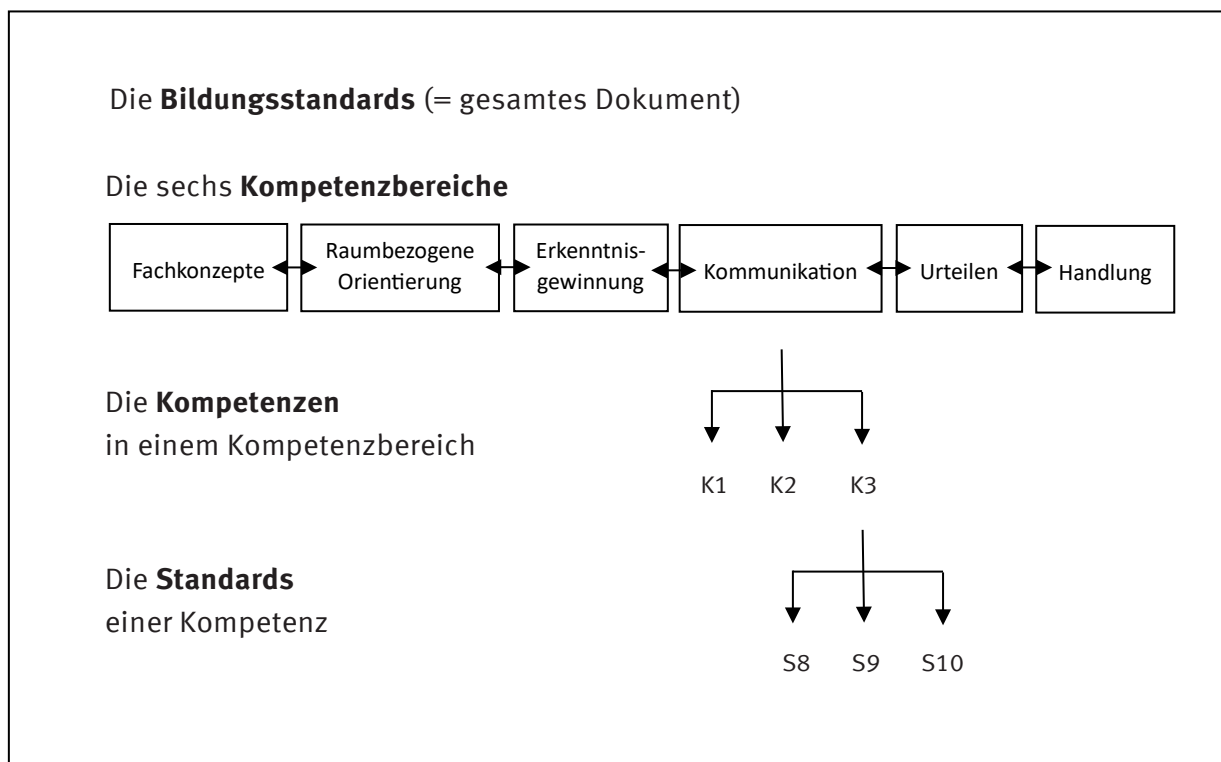 Die Bildungsstandards (= gesamtes Dokument)
Die sechs Kompetenzbereiche
Fachkonzepte
Raumbezogene
Orientierung
Erkenntnis-
gewinnung
Kommunikation
Urteilen
Handlung
Die Kompetenzen
in einem Kompetenzbereich
K1 K2 K3
Die Standards
einer Kompetenz
S8 S9 S10